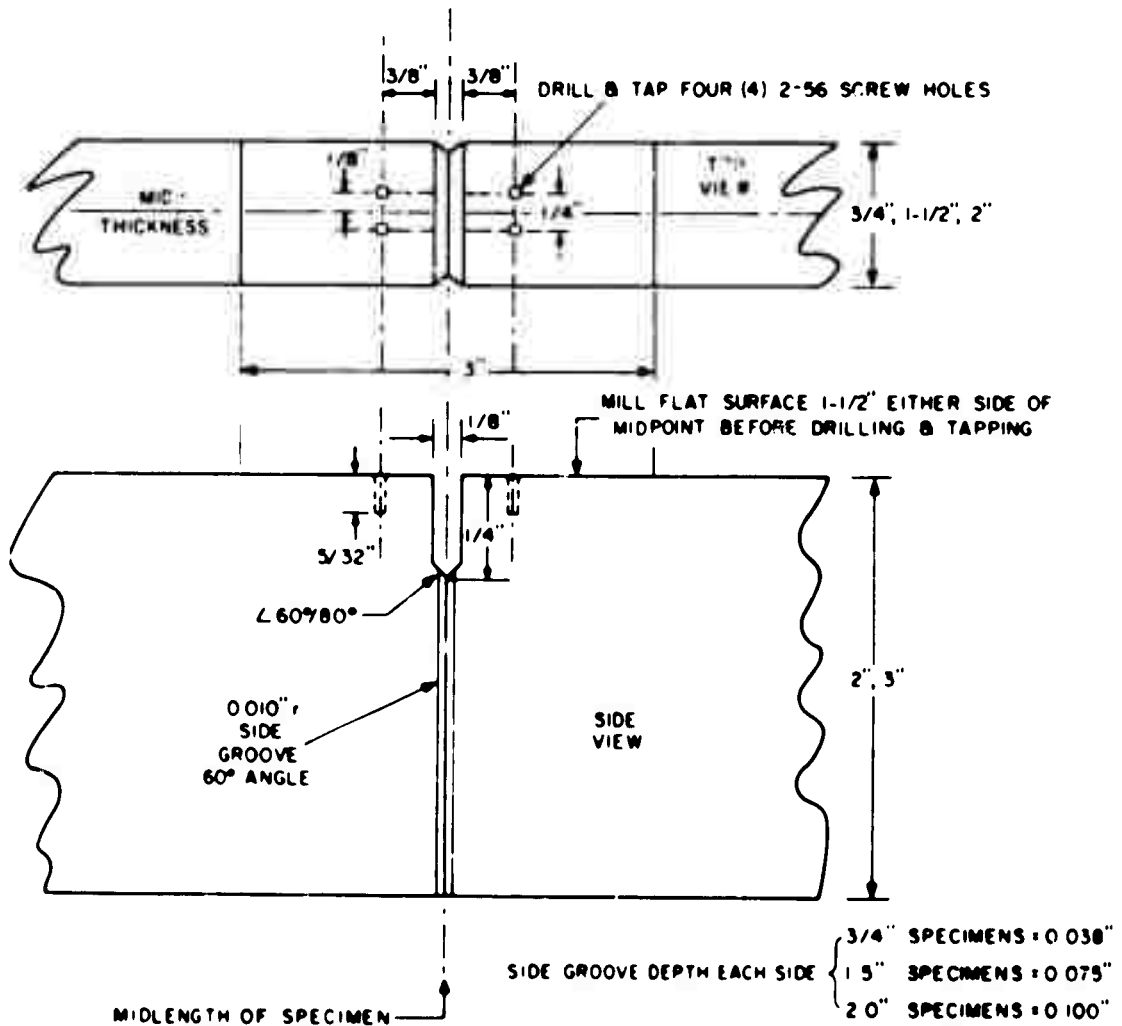 3/8" 3/8"
DRILL & TAP FOUR (4) 2-56 SCREW HOLES
1/8"
VIEW
MID-
THICKNESS
1/4"
3/4", 1-1/2", 2"
3"
MILL FLAT SURFACE 1-1/2" EITHER SIDE OF
MIDPOINT BEFORE DRILLING & TAPPING
1/8"
1/4"
5/32"
∠60°/80°
2", 3"
0.010" r
SIDE
GROOVE
60° ANGLE
SIDE
VIEW
SIDE GROOVE DEPTH EACH SIDE
3/4" SPECIMENS = 0.038"
1.5" SPECIMENS = 0.075"
2.0" SPECIMENS = 0.100"
MIDLENGTH OF SPECIMEN